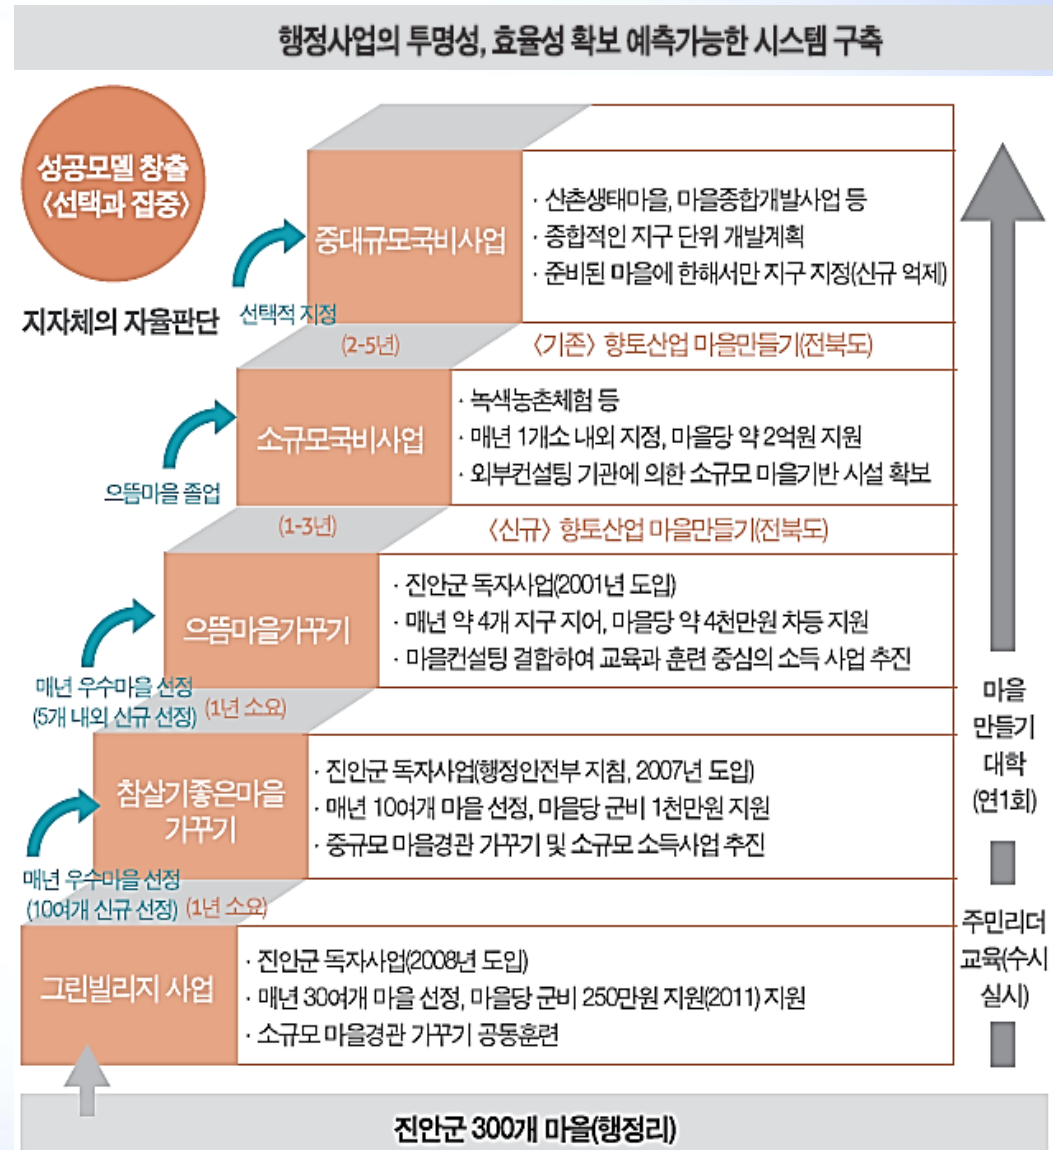 행정사업의 투명성, 효율성 확보 예측가능한 시스템 구축
성공모델 창출
〈선택과 집중〉
지자체의 자율판단
중대규모국비사업
· 산촌생태마을, 마을종합개발사업 등
· 종합적인 지구 단위 개발계획
· 준비된 마을에 한해서만 지구 지정(신규 억제)
선택적 지정
(2-5년)
〈기존〉 향토산업 마을만들기(전북도)
소규모국비사업
· 녹색농촌체험 등
· 매년 1개소 내외 지정, 마을당 약 2억원 지원
· 외부컨설팅 기관에 의한 소규모 마을기반 시설 확보
으뜸마을 졸업
(1-3년)
〈신규〉 향토산업 마을만들기(전북도)
으뜸마을가꾸기
· 진안군 독자사업(2001년 도입)
· 매년 약 4개 지구 지어, 마을당 약 4천만원 차등 지원
· 마을컨설팅 결합하여 교육과 훈련 중심의 소득 사업 추진
매년 우수마을 선정
(5개 내외 신규 선정)
(1년 소요)
참살기좋은마을
가꾸기
· 진안군 독자사업(행정안전부 지침, 2007년 도입)
· 매년 10여개 마을 선정, 마을당 군비 1천만원 지원
· 중규모 마을경관 가꾸기 및 소규모 소득사업 추진
매년 우수마을 선정
(10여개 신규 선정)
(1년 소요)
그린빌리지 사업
· 진안군 독자사업(2008년 도입)
· 매년 30여개 마을 선정, 마을당 군비 250만원 지원(2011) 지원
· 소규모 마을경관 가꾸기 공동훈련
마을
만들기
대학
(연1회)
주민리더
교육(수시
실시)
진안군 300개 마을(행정리)